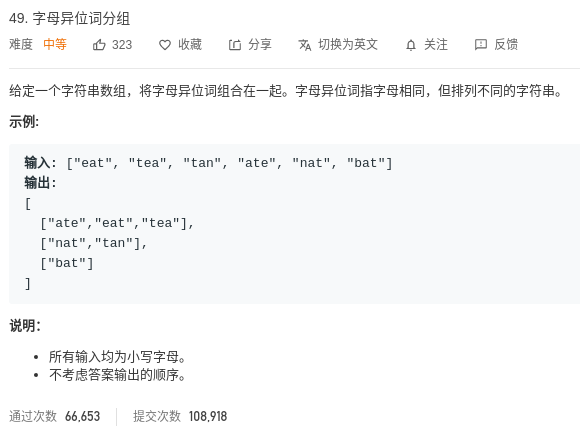 49. 字母异位词分组
难度 中等 323 收藏 分享 切换为英文 关注 反馈
给定一个字符串数组，将字母异位词组合在一起。字母异位词指字母相同，但排列不同的字符串。
示例:
输入: ["eat", "tea", "tan", "ate", "nat", "bat"]
输出:
[
  ["ate","eat","tea"],
  ["nat","tan"],
  ["bat"]
]
说明：
• 所有输入均为小写字母。
• 不考虑答案输出的顺序。
通过次数 66,653 提交次数 108,918